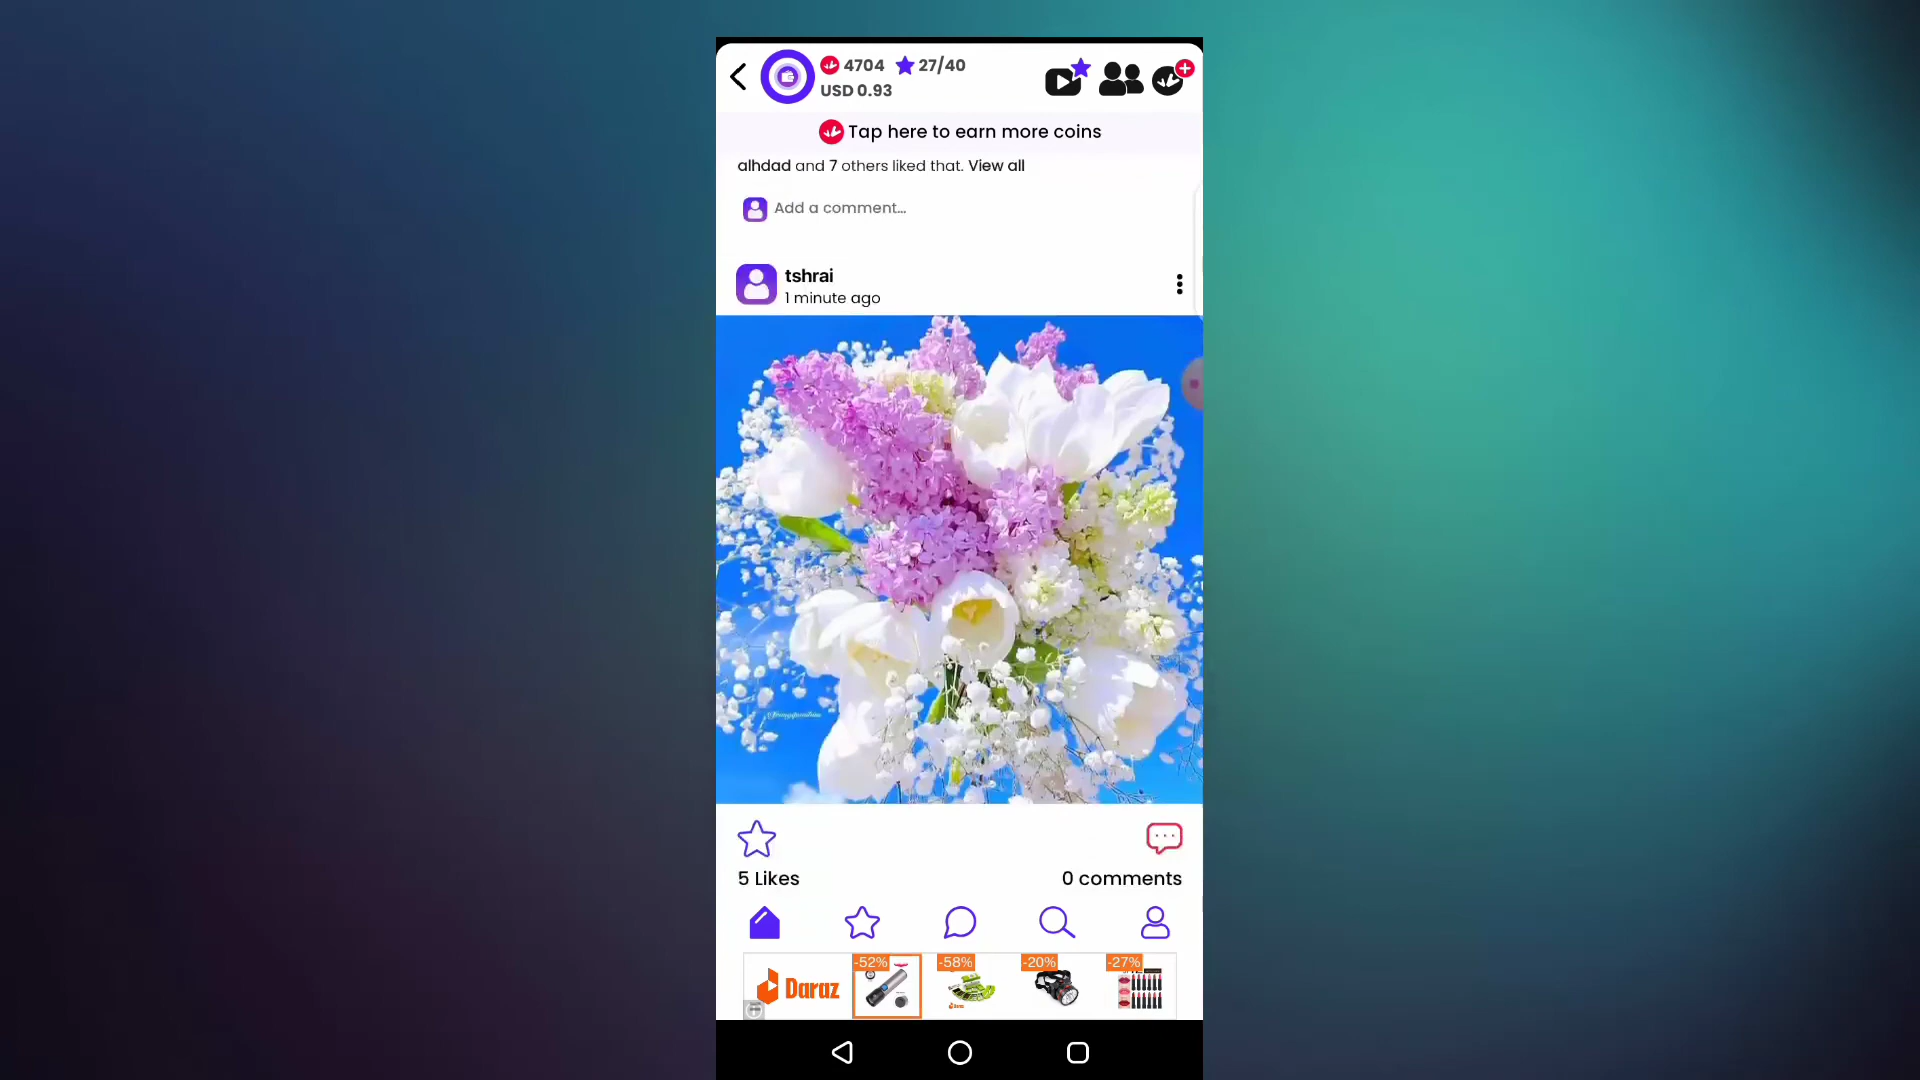 4704 27/40
USD 0.93
Tap here to earn more coins
alhdad and 7 others liked that. View all
Add a comment...
tshrai
1 minute ago
5 Likes
0 comments
Daraz
-52%
-58%
-20%
-27%